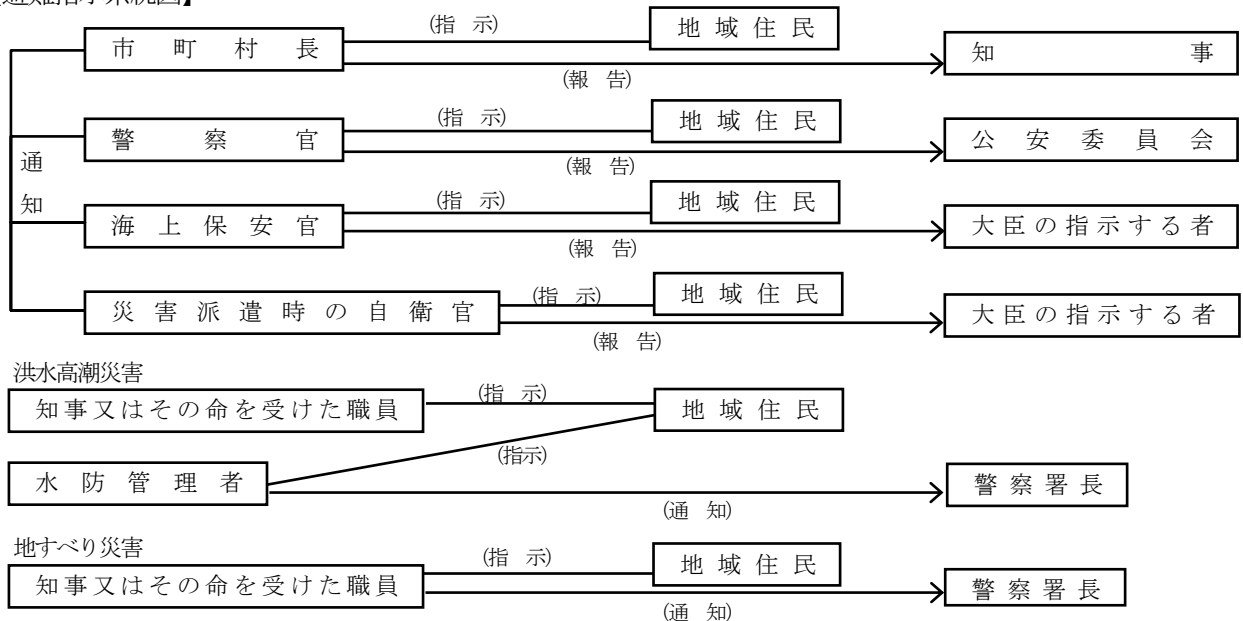 (指 示) 地域住民
市町村長 知事
(報 告)
(指 示) 地域住民
警察官 公安委員会
通 (報 告)
知 (指 示) 地域住民
海上保安官 大臣の指示する者
(報 告)
(指 示) 地域住民
災害派遣時の自衛官 大臣の指示する者
(報 告)
洪水高潮災害
知事又はその命を受けた職員 (指 示) 地域住民
(指示)
水防管理者 警察署長
(通 知)
地すべり災害
(指 示) 地域住民
知事又はその命を受けた職員 警察署長
(通 知)